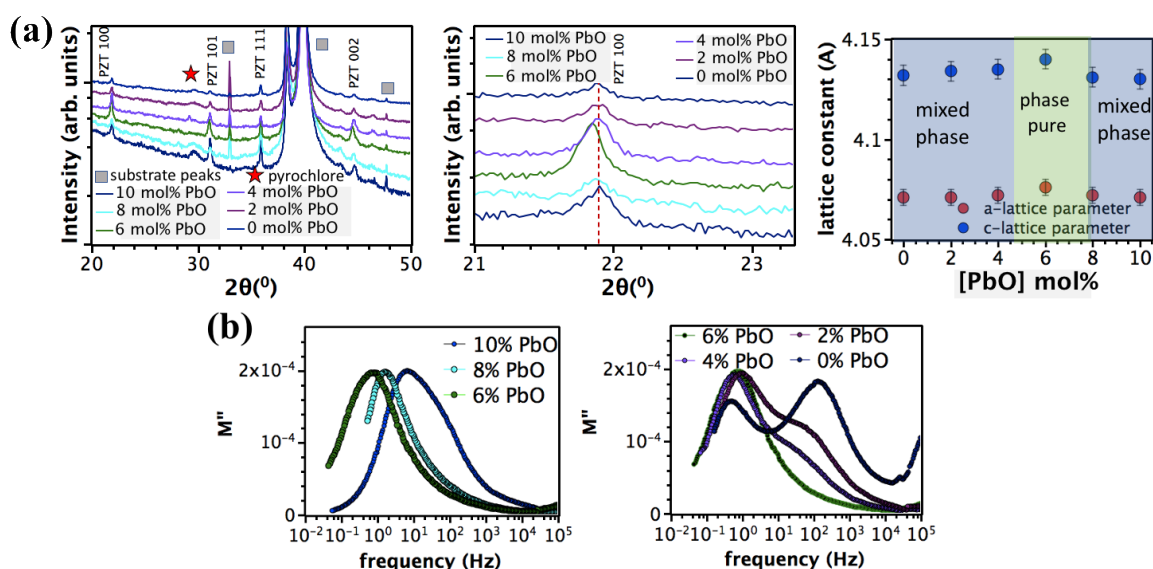 (a)
Intensity (arb. units)
PZT 100
PZT 101
PZT 111
PZT 002
substrate peaks
pyrochlore
10 mol% PbO
8 mol% PbO
6 mol% PbO
4 mol% PbO
2 mol% PbO
0 mol% PbO
20 30 40 50
2θ(⁰)
Intensity (arb. units)
10 mol% PbO
8 mol% PbO
6 mol% PbO
PZT 100
4 mol% PbO
2 mol% PbO
0 mol% PbO
21 22 23
2θ(⁰)
lattice constant (A)
4.15
4.10
4.05
mixed
phase
phase
pure
mixed
phase
a-lattice parameter
c-lattice parameter
0 2 4 6 8 10
[PbO] mol%
(b)
M"
2×10⁻⁴
10⁻⁴
0
10% PbO
8% PbO
6% PbO
10⁻² 10⁻¹ 10⁰ 10¹ 10² 10³ 10⁴ 10⁵
frequency (Hz)
M"
2×10⁻⁴
10⁻⁴
0
6% PbO
4% PbO
2% PbO
0% PbO
10⁻² 10⁻¹ 10⁰ 10¹ 10² 10³ 10⁴ 10⁵
frequency (Hz)